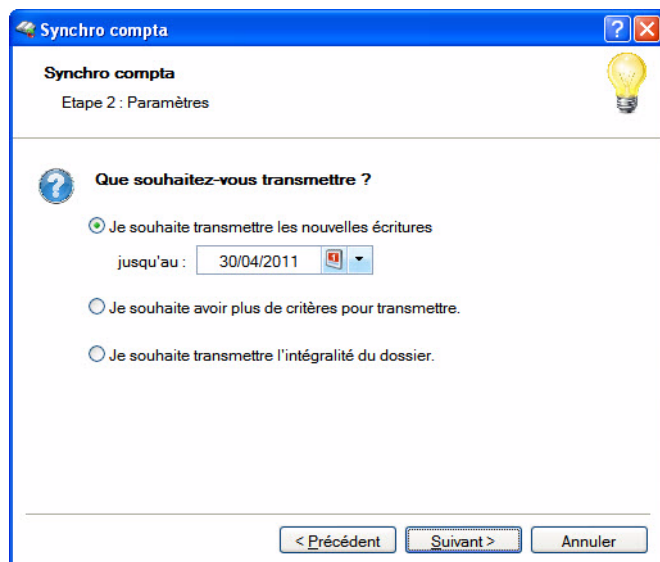 Synchro compta
Synchro compta
Etape 2 : Paramètres
Que souhaitez-vous transmettre ?
Je souhaite transmettre les nouvelles écritures
jusqu'au : 30/04/2011
Je souhaite avoir plus de critères pour transmettre.
Je souhaite transmettre l'intégralité du dossier.
< Précédent Suivant > Annuler